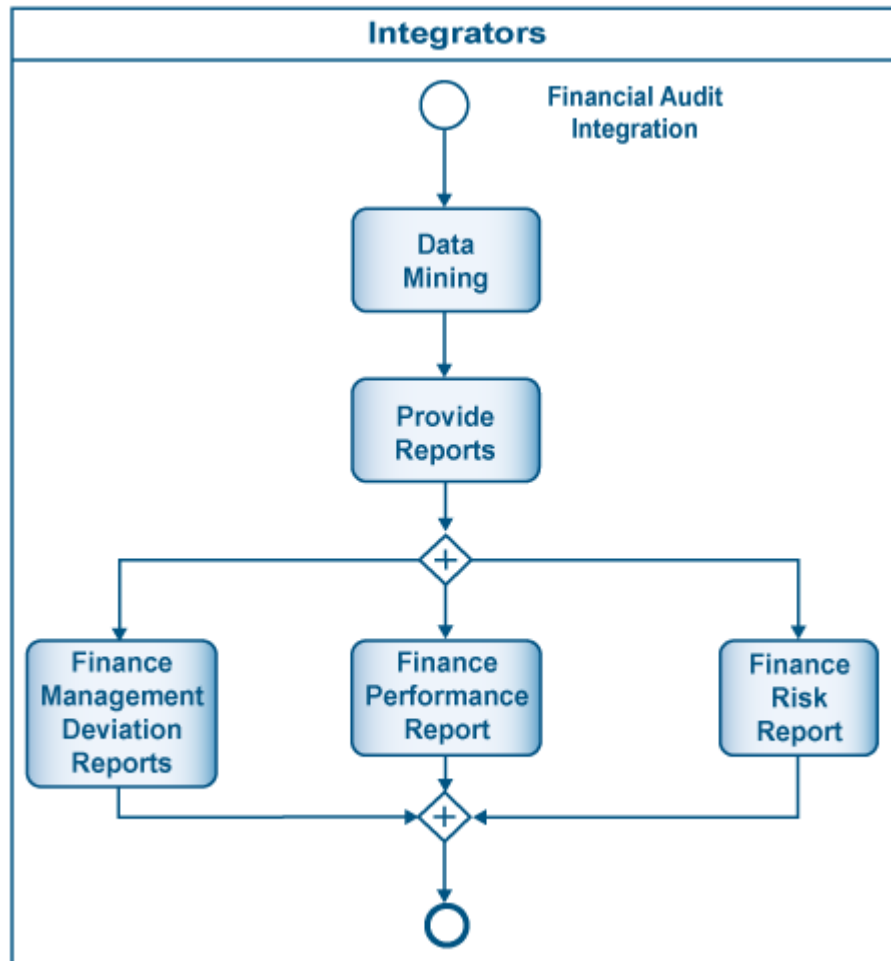 Integrators
Financial Audit
Integration
Data
Mining
Provide
Reports
Finance
Management
Deviation
Reports
Finance
Performance
Report
Finance
Risk
Report